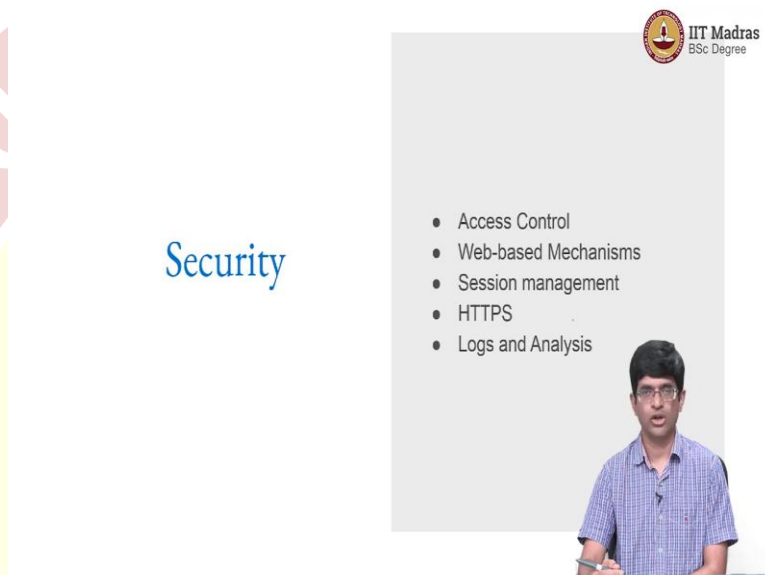 IIT Madras
BSc Degree
Security
● Access Control
● Web-based Mechanisms
● Session management
● HTTPS
● Logs and Analysis